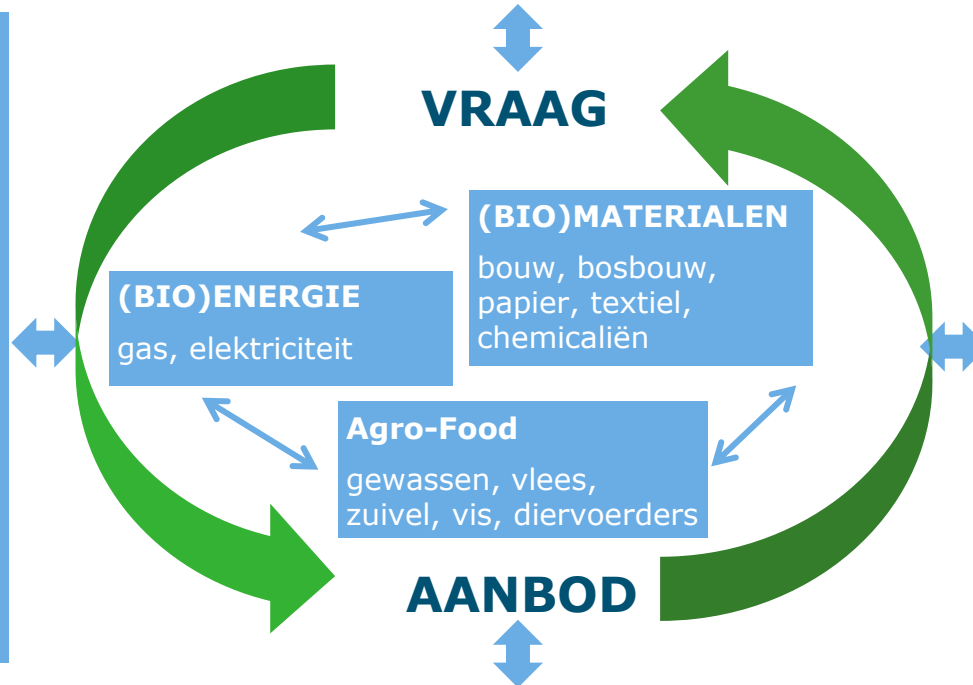 VRAAG
(BIO)MATERIALEN
bouw, bosbouw,
papier, textiel,
chemicaliën
(BIO)ENERGIE
gas, elektriciteit
Agro-Food
gewassen, vlees,
zuivel, vis, diervoerders
AANBOD